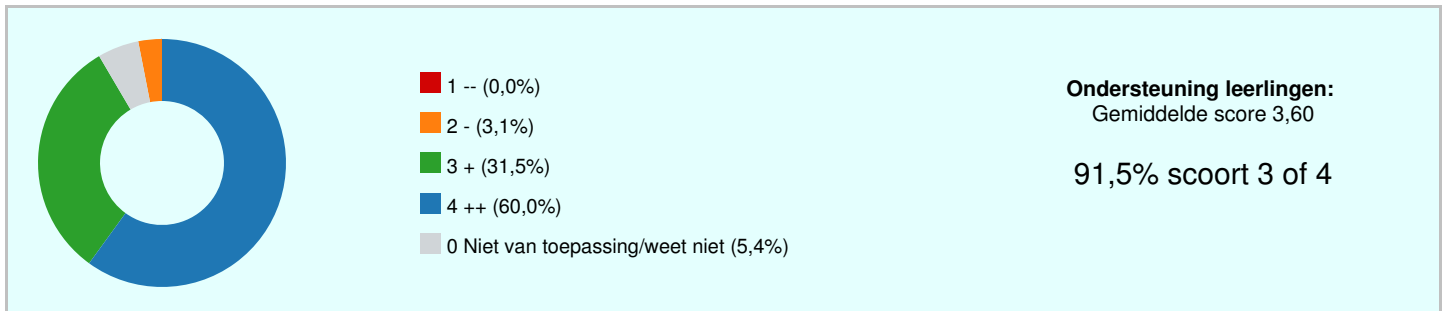 1 -- (0,0%)
2 - (3,1%)
3 + (31,5%)
4 ++ (60,0%)
0 Niet van toepassing/weet niet (5,4%)
Ondersteuning leerlingen:
Gemiddelde score 3,60
91,5% scoort 3 of 4